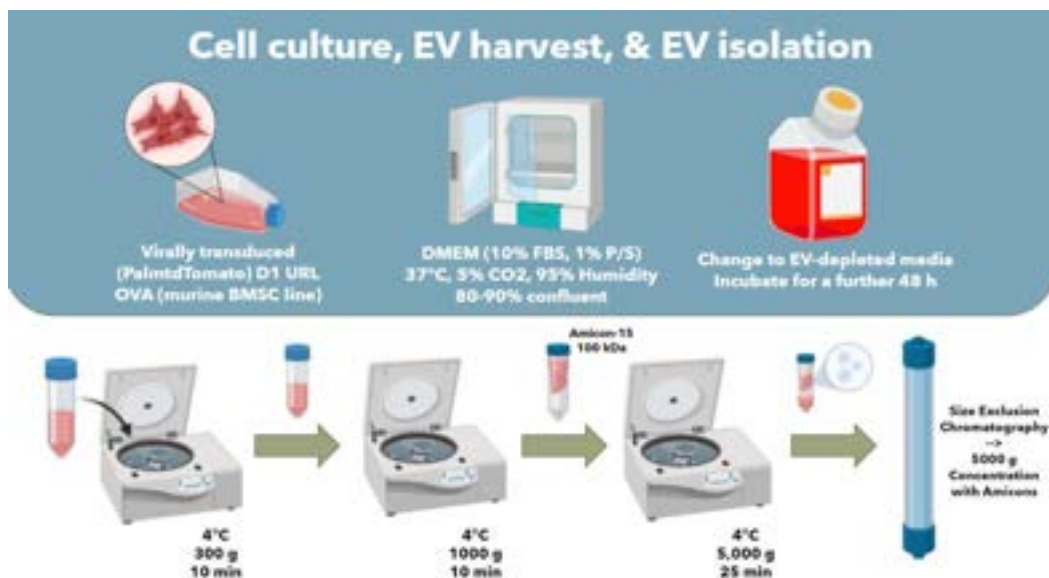 Cell culture, EV harvest, & EV isolation
Virally transduced
(PalmtdTomato) D1 URL
OVA (murine BMSC line)
DMEM (10% FBS, 1% P/S)
37°C, 5% CO2, 95% Humidity
80-90% confluent
Change to EV-depleted media
Incubate for a further 48 h
Amicon-15
100 kDa
4°C
300 g
10 min
4°C
1000 g
10 min
4°C
5,000 g
25 min
Size Exclusion
Chromatography
-->
5000 g
Concentration
with Amicons